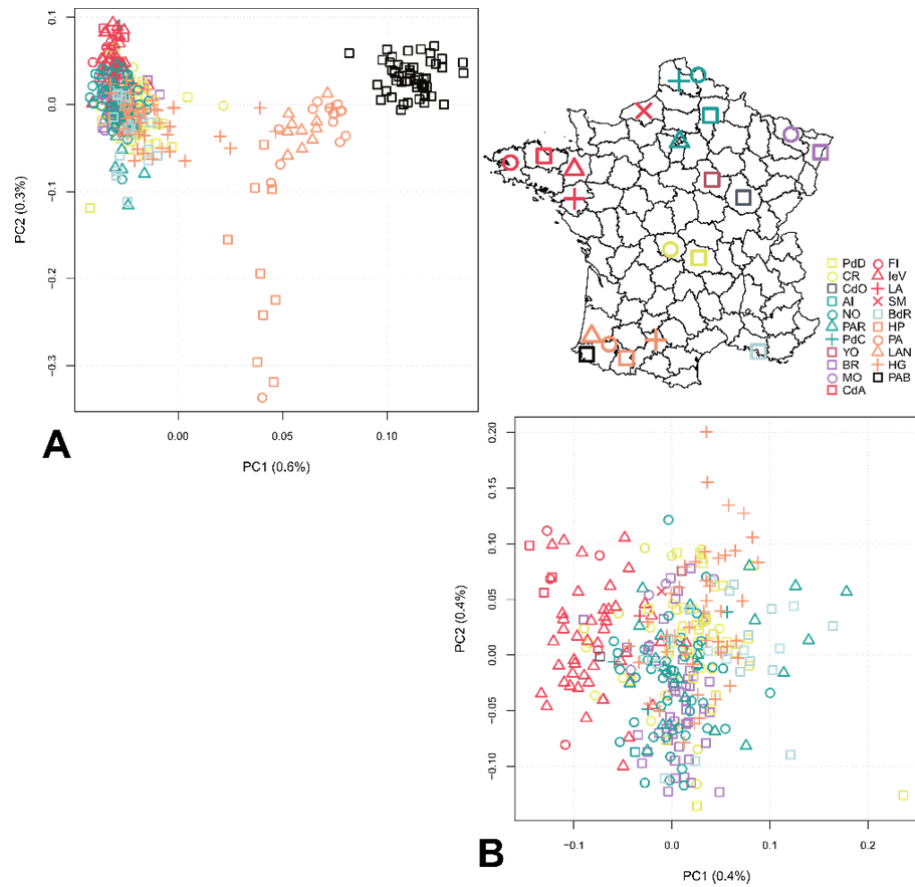 0.1
0.0
−0.1
−0.2
−0.3
PC2 (0.3%)
0.00
0.05
0.10
PC1 (0.6%)
A
PdD FI
CR IeV
CdO LA
AI SM
NO BdR
PAR HP
PdC PA
YO LAN
BR HG
MO PAB
CdA
0.20
0.15
0.10
0.05
0.00
−0.05
−0.10
PC2 (0.4%)
−0.1
0.0
0.1
0.2
PC1 (0.4%)
B